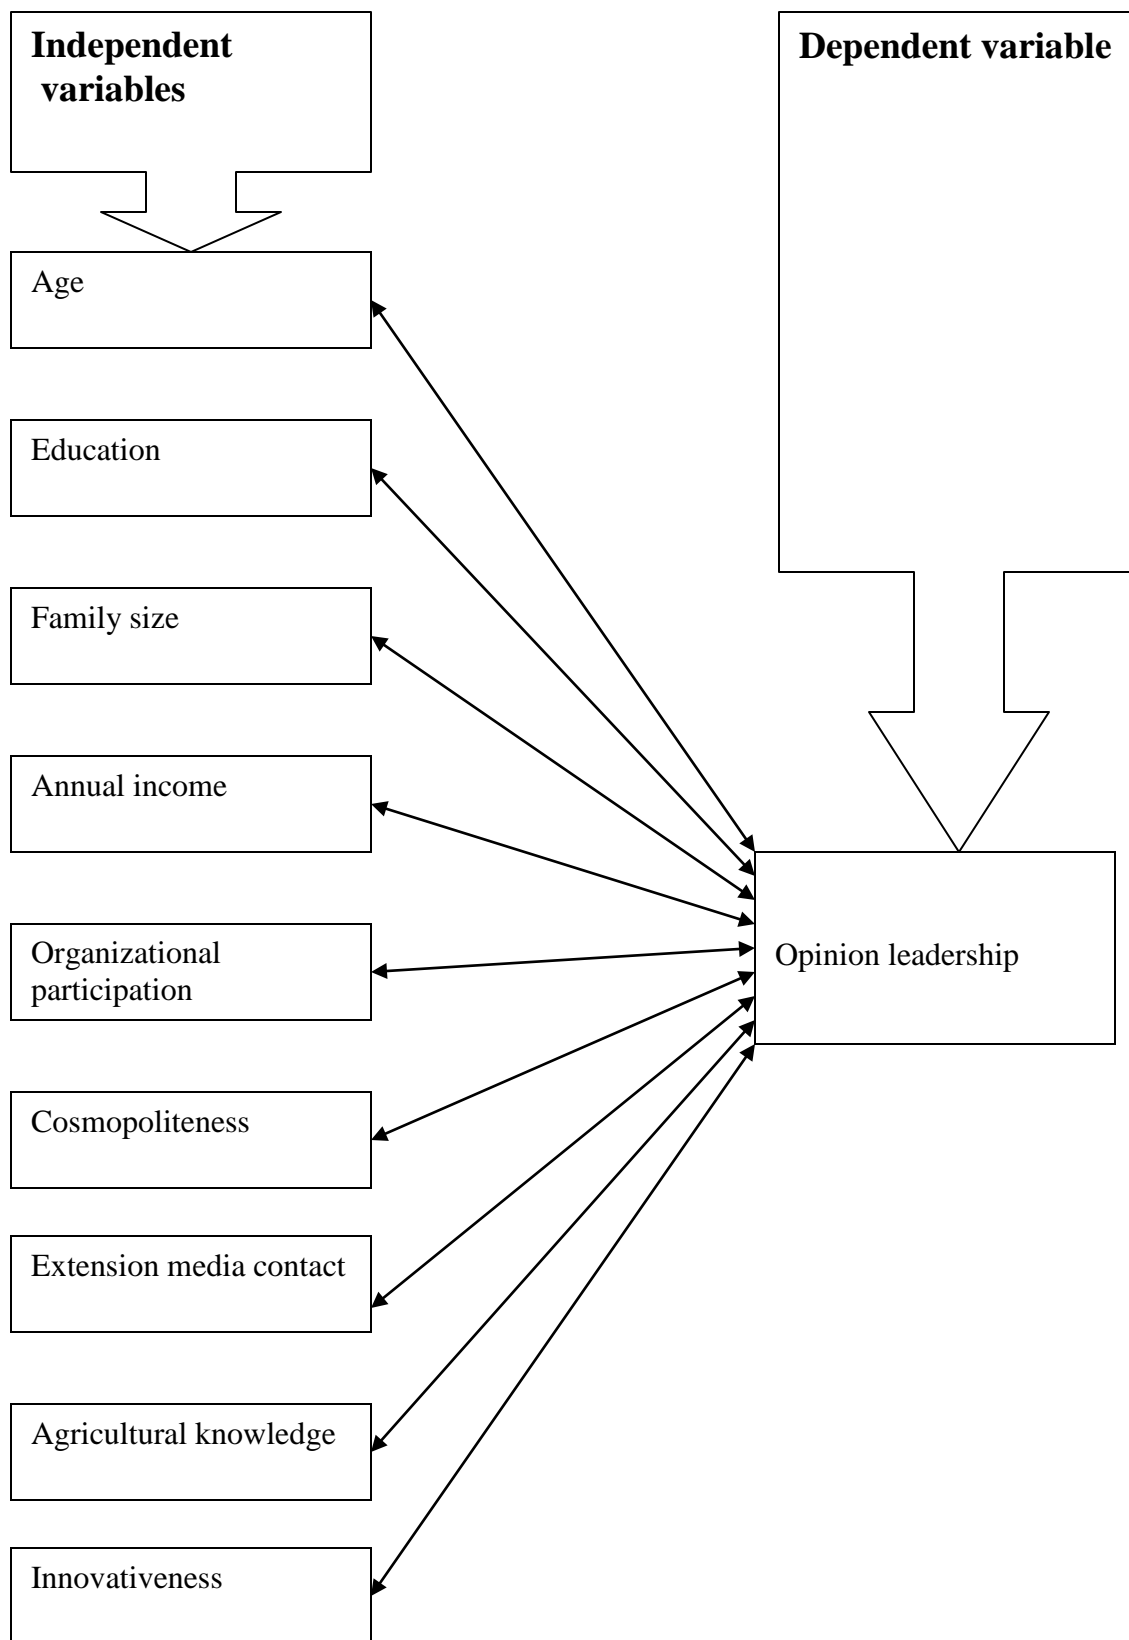 Independent
variables
Dependent variable
Age
Education
Family size
Annual income
Organizational
participation
Opinion leadership
Cosmopoliteness
Extension media contact
Agricultural knowledge
Innovativeness